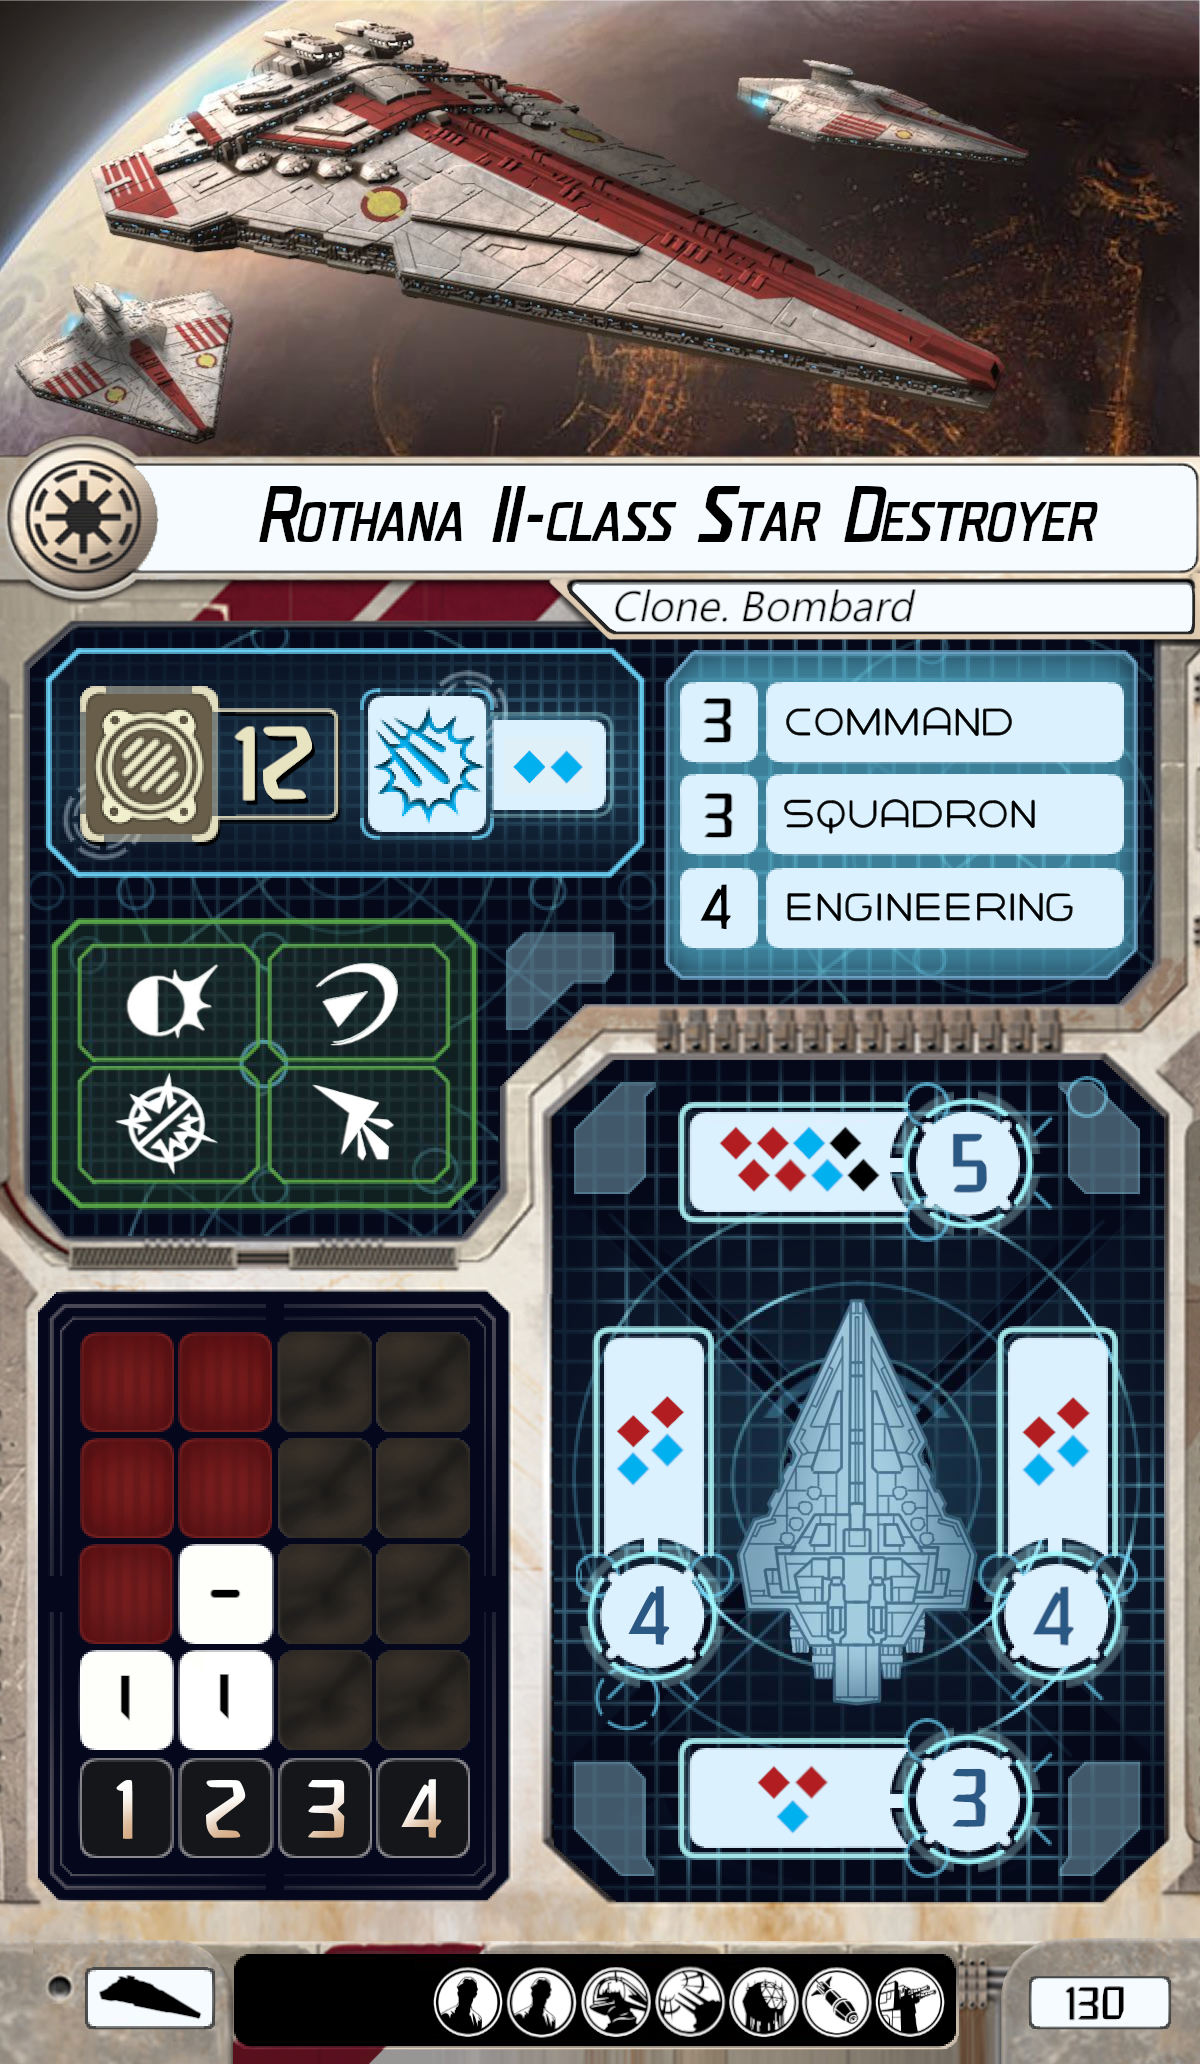 Rothana II-class Star Destroyer
Clone. Bombard
12
3 COMMAND
3 SQUADRON
4 ENGINEERING
5
4
4
-
I I
1 2 3 4
3
130